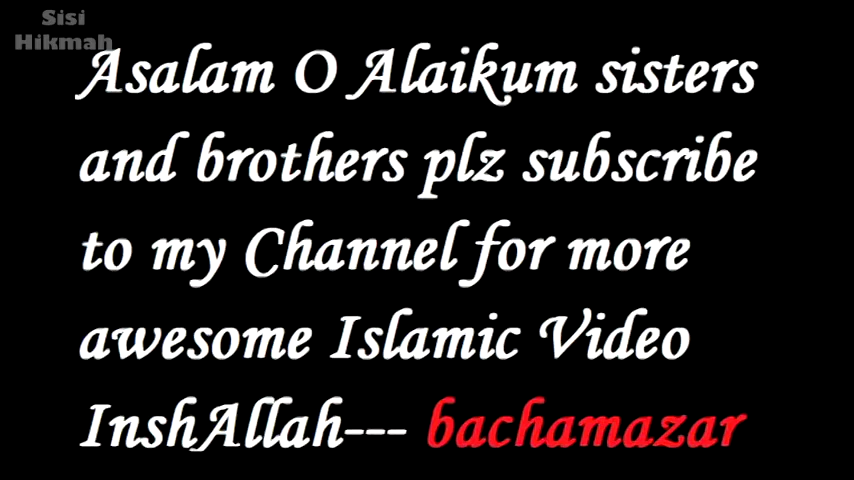 Sisi
Hikmah
Asalam O Alaikum sisters
and brothers plz subscribe
to my Channel for more
awesome Islamic Video
InshAllah--- bachamazar